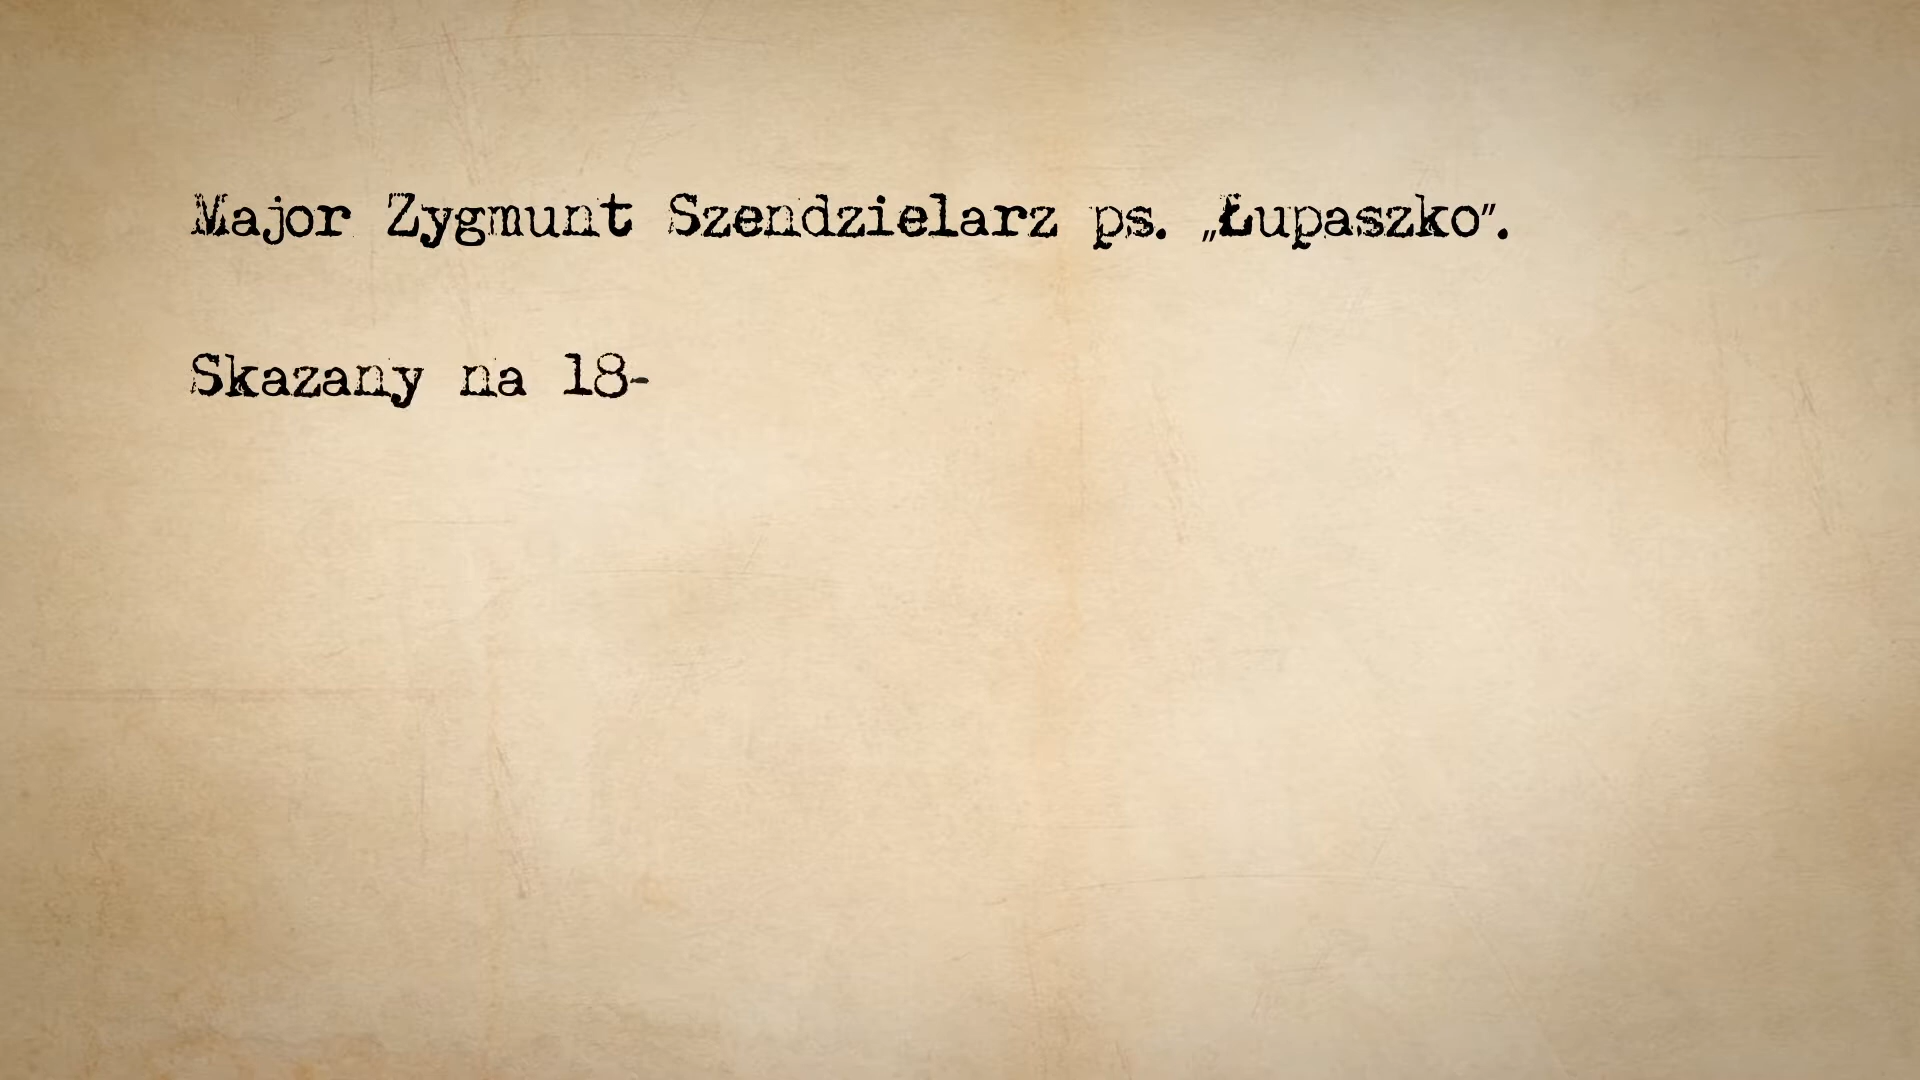 Major Zygmunt Szendzielarz ps. „Łupaszko”.
Skazany na 18-